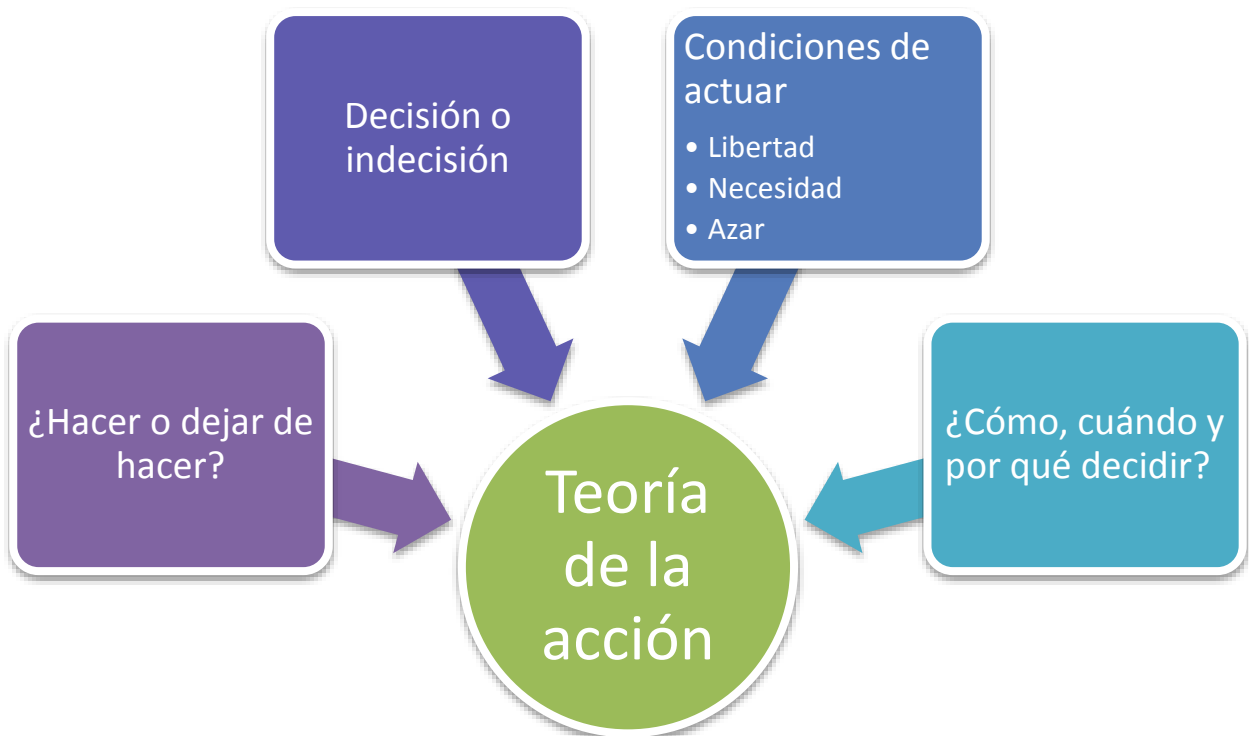 Decisión o
indecisión
Condiciones de
actuar
• Libertad
• Necesidad
• Azar
¿Hacer o dejar de
hacer?
¿Cómo, cuándo y
por qué decidir?
Teoría
de la
acción